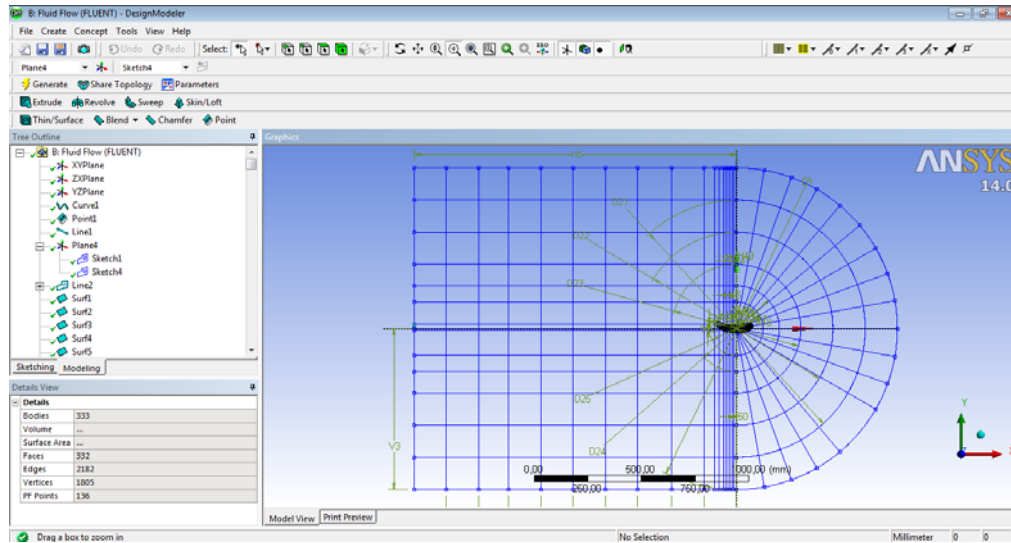 B: Fluid Flow (FLUENT) - DesignModeler
File Create Concept Tools View Help
Undo Redo Select:
Plane4 Sketch4
Generate Share Topology Parameters
Extrude Revolve Sweep Skin/Loft
Thin/Surface Blend Chamfer Point
Tree Outline
B: Fluid Flow (FLUENT)
XYPlane
ZXPlane
YZPlane
Curve1
Point1
Line1
Plane4
Sketch1
Sketch4
Line2
Surf1
Surf2
Surf3
Surf4
Surf5
Sketching Modeling
Details View
Details
Bodies 333
Volume ...
Surface Area ...
Faces 332
Edges 2182
Vertices 1805
PF Points 136
Graphics
ANSYS
14.0
D21
D22
D23
D25
D24
V3
0,00 500,00 000,00 (mm)
250,00 750,00
Y
X
Model View Print Preview
Drag a box to zoom in No Selection Millimeter 0 0